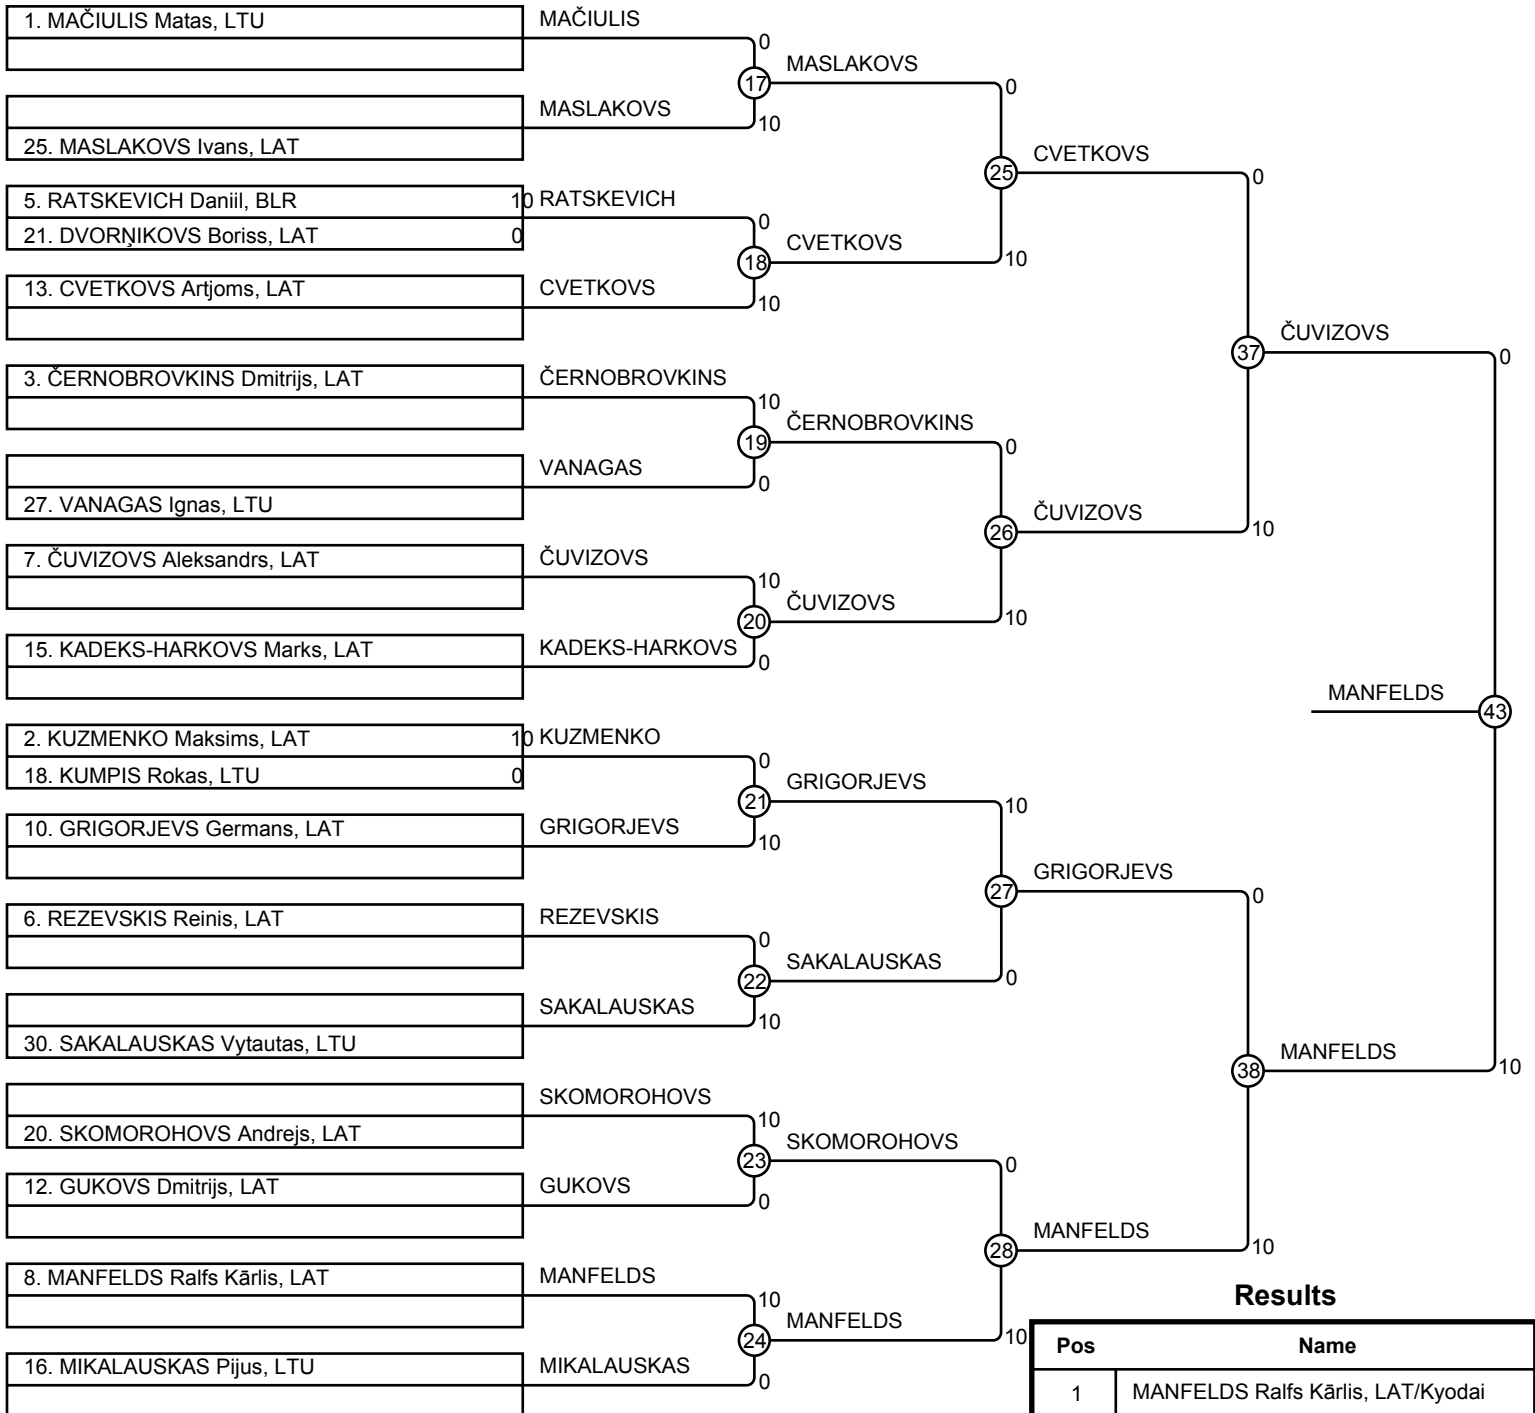 1. MAČIULIS Matas, LTU
MAČIULIS
0
17
MASLAKOVS
0
MASLAKOVS
10
25. MASLAKOVS Ivans, LAT
25
CVETKOVS
0
5. RATSKEVICH Daniil, BLR 10
RATSKEVICH
0
21. DVORŅIKOVS Boriss, LAT 0
18
CVETKOVS
10
13. CVETKOVS Artjoms, LAT
CVETKOVS
10
37
ČUVIZOVS
0
3. ČERNOBROVKINS Dmitrijs, LAT
ČERNOBROVKINS
10
19
ČERNOBROVKINS
0
VANAGAS
0
27. VANAGAS Ignas, LTU
26
ČUVIZOVS
10
7. ČUVIZOVS Aleksandrs, LAT
ČUVIZOVS
10
20
ČUVIZOVS
10
15. KADEKS-HARKOVS Marks, LAT
KADEKS-HARKOVS
0
MANFELDS
43
2. KUZMENKO Maksims, LAT 10
KUZMENKO
0
18. KUMPIS Rokas, LTU 0
21
GRIGORJEVS
10
10. GRIGORJEVS Germans, LAT
GRIGORJEVS
10
27
GRIGORJEVS
0
6. REZEVSKIS Reinis, LAT
REZEVSKIS
0
22
SAKALAUSKAS
0
SAKALAUSKAS
10
30. SAKALAUSKAS Vytautas, LTU
38
MANFELDS
10
SKOMOROHOVS
10
20. SKOMOROHOVS Andrejs, LAT
23
SKOMOROHOVS
0
12. GUKOVS Dmitrijs, LAT
GUKOVS
0
28
MANFELDS
10
8. MANFELDS Ralfs Kārlis, LAT
MANFELDS
10
24
MANFELDS
10
16. MIKALAUSKAS Pijus, LTU
MIKALAUSKAS
0
Results
Pos Name
1 MANFELDS Ralfs Kārlis, LAT/Kyodai